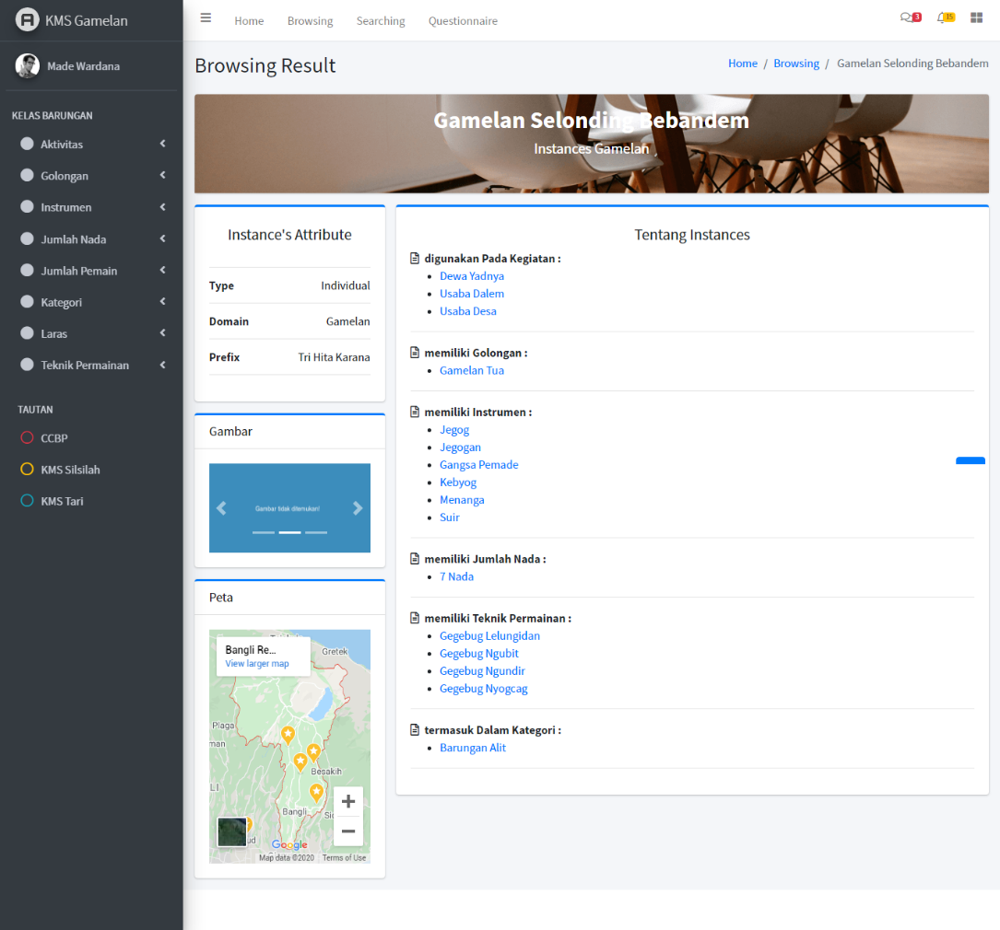 KMS Gamelan
Home Browsing Searching Questionnaire
3 15
Made Wardana
KELAS BARUNGAN
Aktivitas
Golongan
Instrumen
Jumlah Nada
Jumlah Pemain
Kategori
Laras
Teknik Permainan
TAUTAN
CCBP
KMS Silsilah
KMS Tari
Browsing Result
Home / Browsing / Gamelan Selonding Bebandem
Gamelan Selonding Bebandem
Instances Gamelan
Instance's Attribute
Type Individual
Domain Gamelan
Prefix Tri Hita Karana
Gambar
Gambar tidak ditemukan!
Peta
Bangli Re...
View larger map
Gretek
Plaga
man
Besakih
LI
Bangli
Si
ud
Google
Map data ©2020 Terms of Use
Tentang Instances
digunakan Pada Kegiatan :
Dewa Yadnya
Usaba Dalem
Usaba Desa
memiliki Golongan :
Gamelan Tua
memiliki Instrumen :
Jegog
Jegogan
Gangsa Pemade
Kebyog
Menanga
Suir
memiliki Jumlah Nada :
7 Nada
memiliki Teknik Permainan :
Gegebug Lelungidan
Gegebug Ngubit
Gegebug Ngundir
Gegebug Nyogcag
termasuk Dalam Kategori :
Barungan Alit